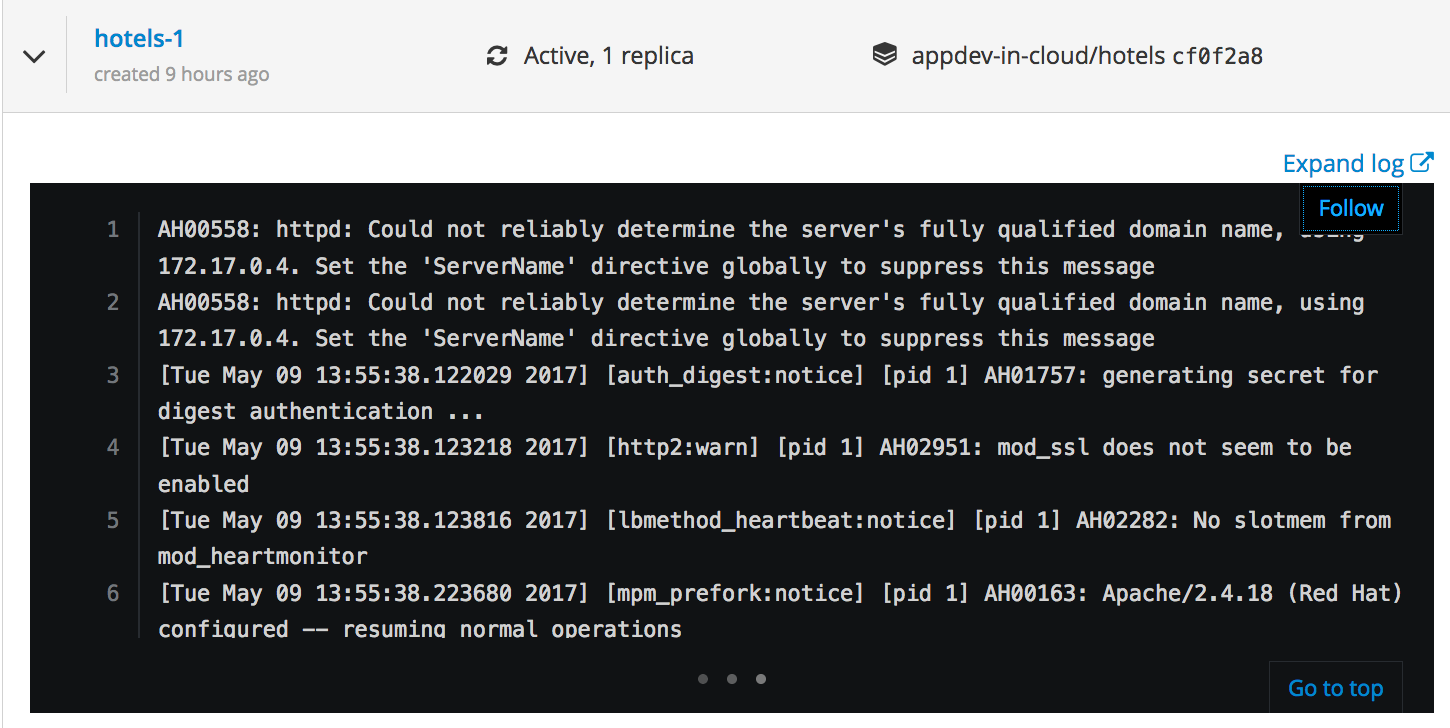 hotels-1
created 9 hours ago
Active, 1 replica
appdev-in-cloud/hotels cf0f2a8
Expand log
Follow
1 AH00558: httpd: Could not reliably determine the server's fully qualified domain name, using
172.17.0.4. Set the 'ServerName' directive globally to suppress this message
2 AH00558: httpd: Could not reliably determine the server's fully qualified domain name, using
172.17.0.4. Set the 'ServerName' directive globally to suppress this message
3 [Tue May 09 13:55:38.122029 2017] [auth_digest:notice] [pid 1] AH01757: generating secret for
digest authentication ...
4 [Tue May 09 13:55:38.123218 2017] [http2:warn] [pid 1] AH02951: mod_ssl does not seem to be
enabled
5 [Tue May 09 13:55:38.123816 2017] [lbmethod_heartbeat:notice] [pid 1] AH02282: No slotmem from
mod_heartmonitor
6 [Tue May 09 13:55:38.223680 2017] [mpm_prefork:notice] [pid 1] AH00163: Apache/2.4.18 (Red Hat)
configured -- resuming normal operations
Go to top